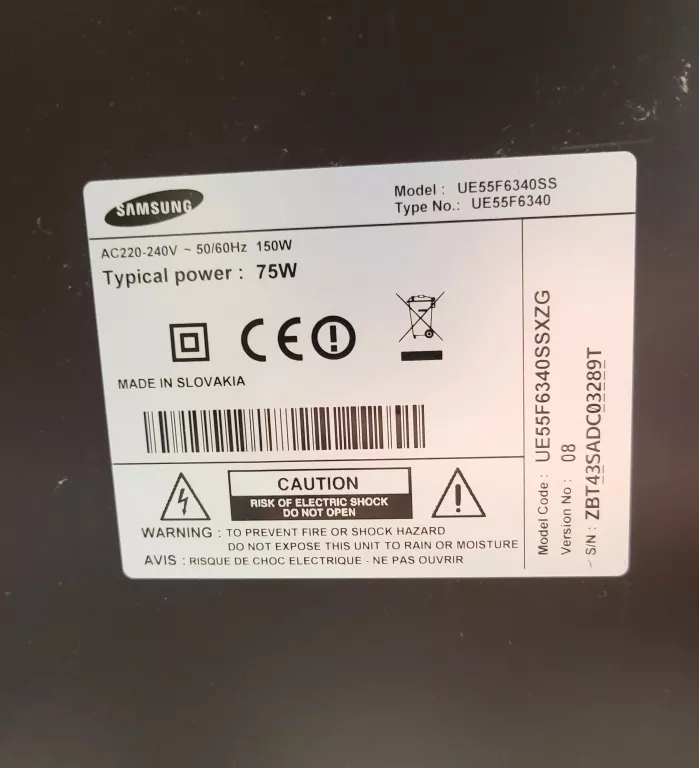 SAMSUNG
Model : UE55F6340SS
Type No.: UE55F6340
AC220-240V ~ 50/60Hz 150W
Typical power : 75W
CE
MADE IN SLOVAKIA
CAUTION
RISK OF ELECTRIC SHOCK
DO NOT OPEN
WARNING : TO PREVENT FIRE OR SHOCK HAZARD
DO NOT EXPOSE THIS UNIT TO RAIN OR MOISTURE
AVIS : RISQUE DE CHOC ELECTRIQUE - NE PAS OUVRIR
Model Code : UE55F6340SSXZG
Version No : 08
S/N : ZBT43SADC03289T